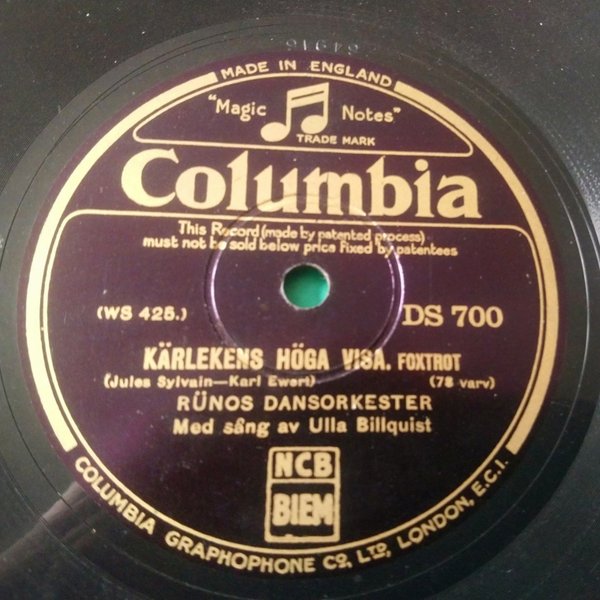 MADE IN ENGLAND
"Magic Notes"
TRADE MARK
Columbia
This Record (made by patented process)
must not be sold below price fixed by patentees
(WS 425.) DS 700
KÄRLEKENS HÖGA VISA. FOXTROT
(Jules Sylvain—Karl Ewert) (78 varv)
RÜNOS DANSORKESTER
Med sång av Ulla Billquist
NCB
BIEM
COLUMBIA GRAPHOPHONE CO., LTD, LONDON, E.C.1.